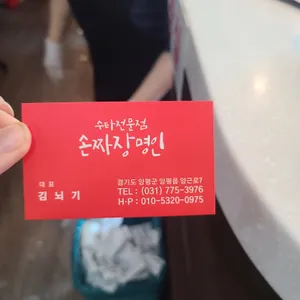 수타전문점
손짜장명인
대표
김뇌기
경기도 양평군 양평읍 양근로7
TEL : (031) 775-3976
H·P : 010-5320-0975